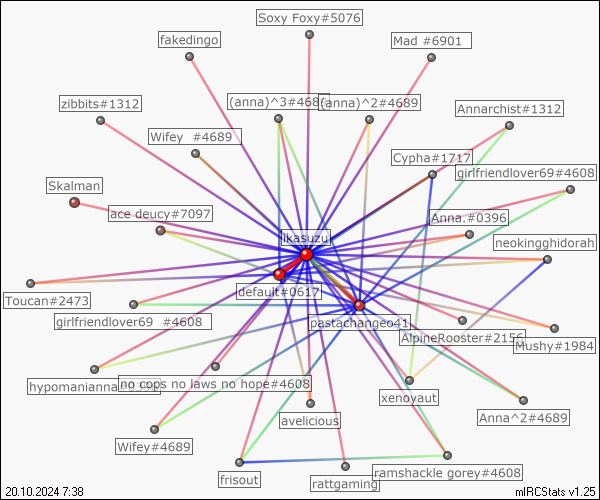 Soxy Foxy#5076
fakedingo
Mad #6901
zibbits#1312
(anna)^3#4689
(anna)^2#4689
Annarchist#1312
Wifey #4689
Cypha#1717
girlfriendlover69#4608
Skalman
ace deucy#7097
Anna.#0396
ikasuzu
neokingghidorah
Toucan#2473
default#0617
girlfriendlover69 #4608
pastachangeo41
AlpineRooster#2156
Mushy#1984
hypomanianna
no cops no laws no hope#4608
xenoyaut
avelicious
Anna^2#4689
Wifey#4689
frisout
rattgaming
ramshackle gorey#4608
20.10.2024 7:38
mIRCStats v1.25